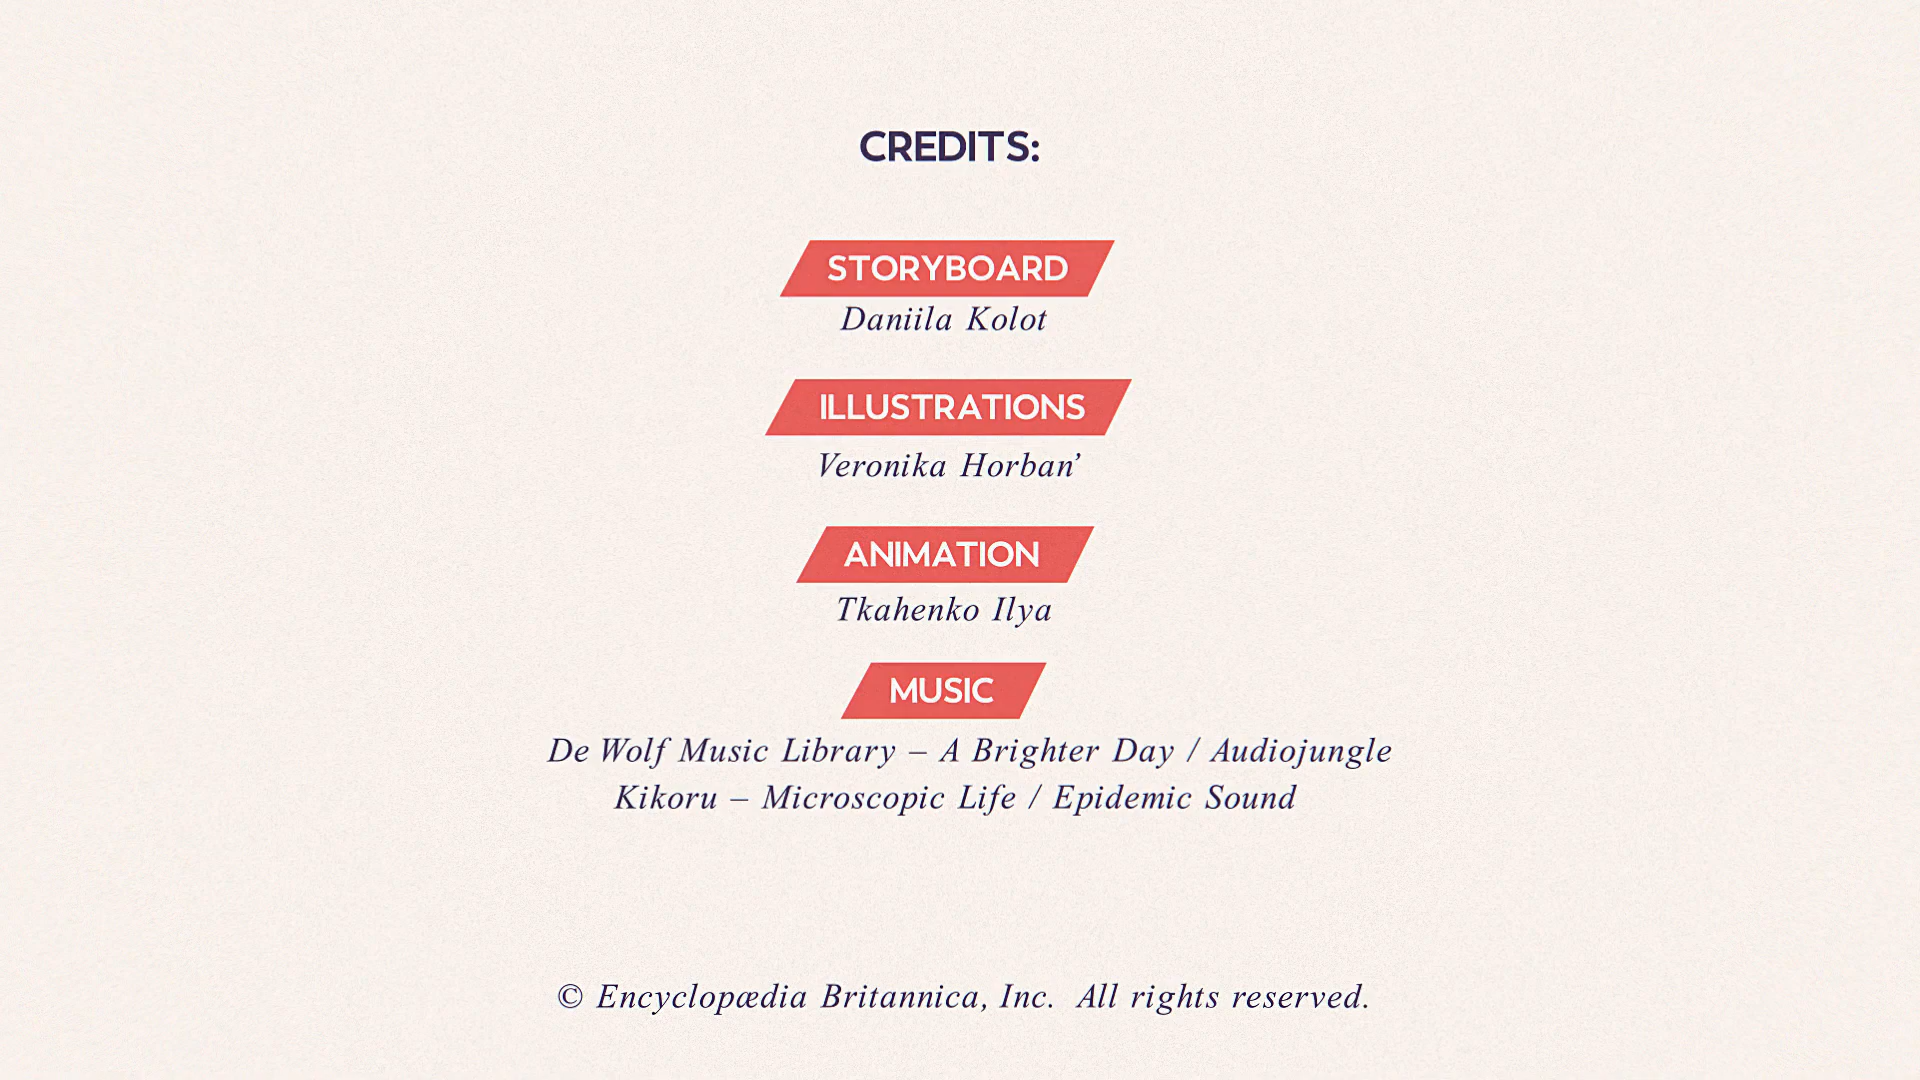 CREDITS:
STORYBOARD
Daniila Kolot
ILLUSTRATIONS
Veronika Horban’
ANIMATION
Tkahenko Ilya
MUSIC
De Wolf Music Library – A Brighter Day / Audiojungle
Kikoru – Microscopic Life / Epidemic Sound
© Encyclopædia Britannica, Inc.  All rights reserved.